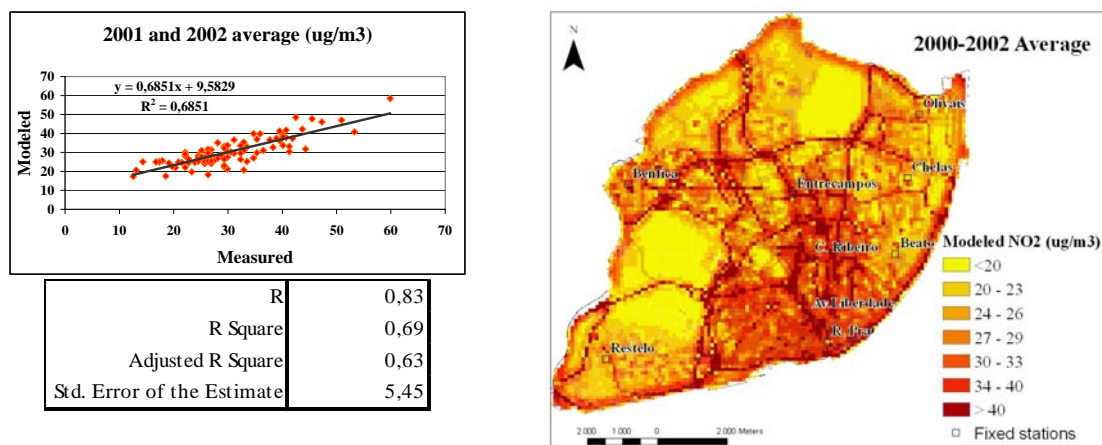 2001 and 2002 average (ug/m3)
y = 0,6851x + 9,5829
R² = 0,6851
Modeled
70
60
50
40
30
20
10
0
0 10 20 30 40 50 60 70
Measured
R 0,83
R Square 0,69
Adjusted R Square 0,63
Std. Error of the Estimate 5,45
N
2000-2002 Average
Olivais
Chelas
Benfica
Entrecampos
C. Ribeiro
Beato
Av.Liberdade
R. Prata
Restelo
Modeled NO2 (ug/m3)
<20
20 - 23
24 - 26
27 - 29
30 - 33
34 - 40
> 40
Fixed stations
2.000 1.000 0 2.000 Meters